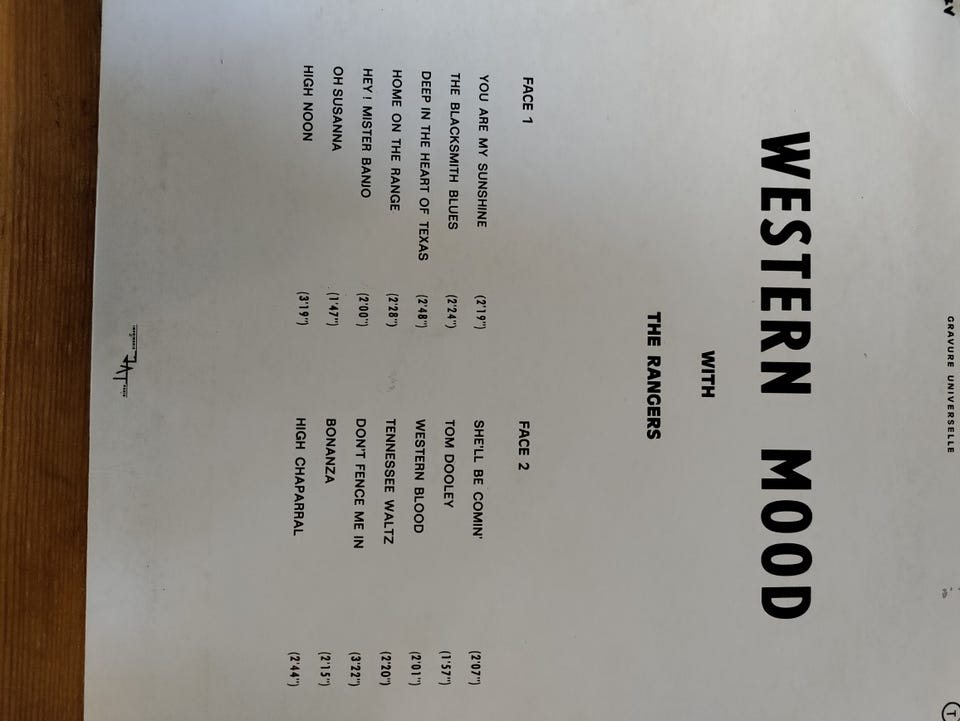 GRAVURE UNIVERSELLE
WESTERN MOOD
WITH
THE RANGERS
FACE 1
YOU ARE MY SUNSHINE (2'19")
THE BLACKSMITH BLUES (2'24")
DEEP IN THE HEART OF TEXAS (2'48")
HOME ON THE RANGE (2'28")
HEY! MISTER BANJO (2'00")
OH SUSANNA (1'47")
HIGH NOON (3'19")
FACE 2
SHE'LL BE COMIN' (2'07")
TOM DOOLEY (1'57")
WESTERN BLOOD (2'01")
TENNESSEE WALTZ (2'20")
DON'T FENCE ME IN (3'22")
BONANZA (2'15")
HIGH CHAPARRAL (2'44")